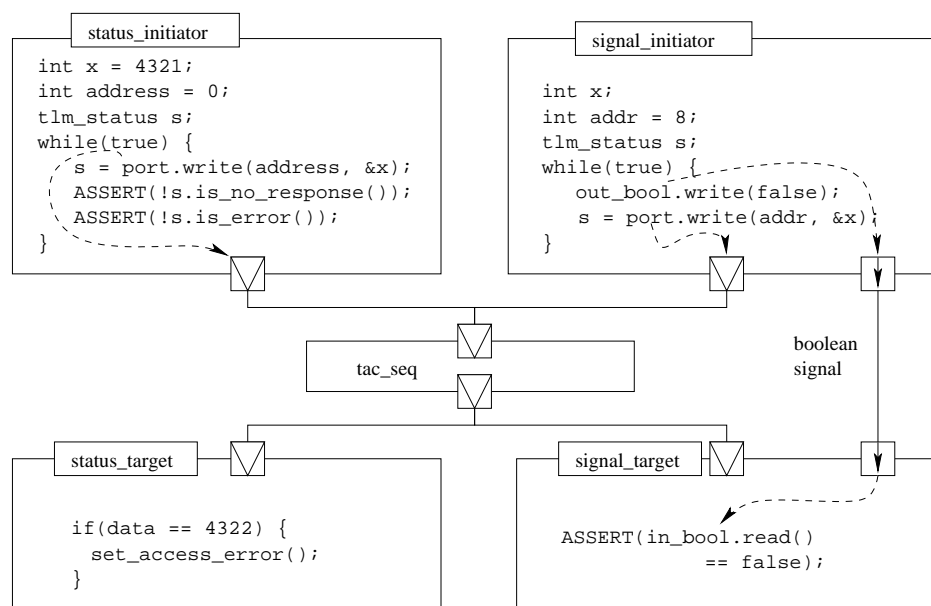 status_initiator
int x = 4321;
int address = 0;
tlm_status s;
while(true) {
s = port.write(address, &x);
ASSERT(!s.is_no_response());
ASSERT(!s.is_error());
}
signal_initiator
int x;
int addr = 8;
tlm_status s;
while(true) {
out_bool.write(false);
s = port.write(addr, &x);
}
tac_seq
boolean
signal
status_target
if(data == 4322) {
set_access_error();
}
signal_target
ASSERT(in_bool.read()
== false);